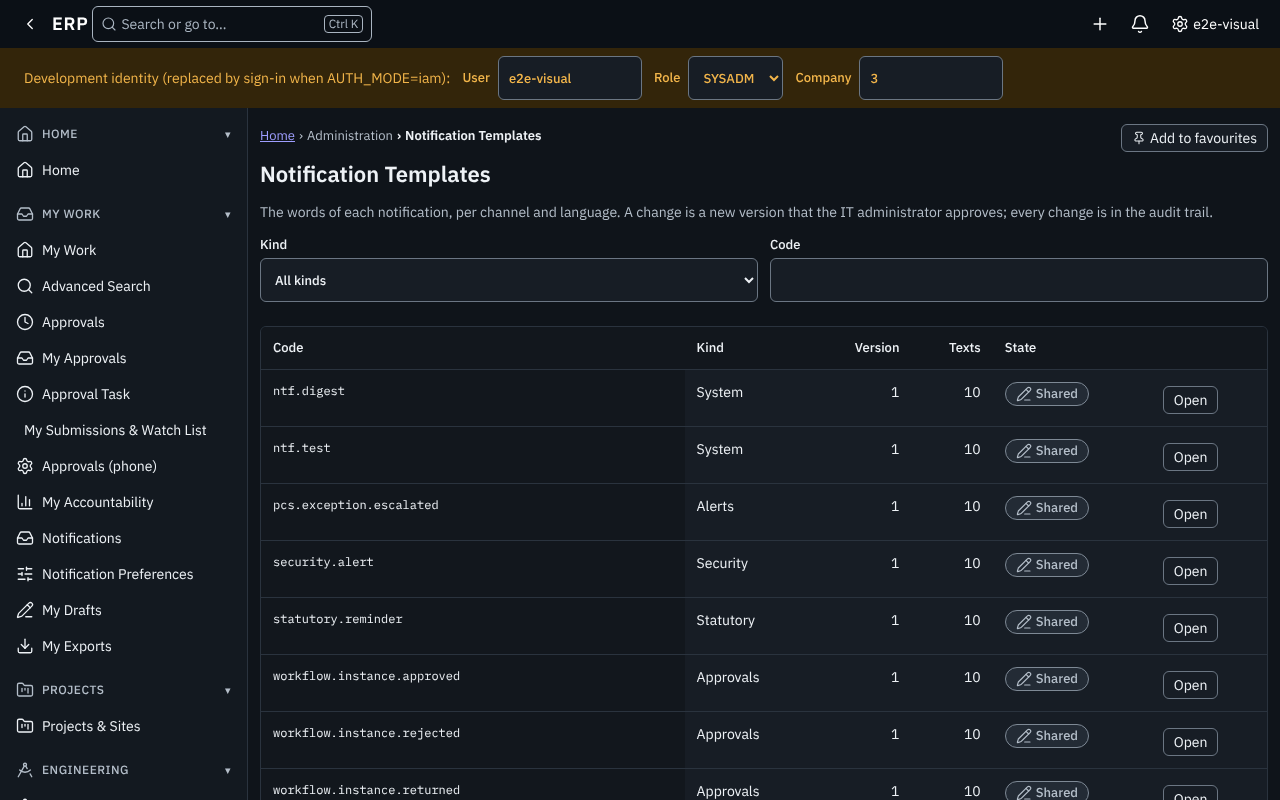 ERP
Search or go to...
Ctrl K
e2e-visual
Development identity (replaced by sign-in when AUTH_MODE=iam): User e2e-visual Role SYSADM Company 3
HOME
Home
MY WORK
My Work
Advanced Search
Approvals
My Approvals
Approval Task
My Submissions & Watch List
Approvals (phone)
My Accountability
Notifications
Notification Preferences
My Drafts
My Exports
PROJECTS
Projects & Sites
ENGINEERING
Home › Administration › Notification Templates
Add to favourites
Notification Templates
The words of each notification, per channel and language. A change is a new version that the IT administrator approves; every change is in the audit trail.
Kind
All kinds
Code
Code Kind Version Texts State
ntf.digest System 1 10 Shared Open
ntf.test System 1 10 Shared Open
pcs.exception.escalated Alerts 1 10 Shared Open
security.alert Security 1 10 Shared Open
statutory.reminder Statutory 1 10 Shared Open
workflow.instance.approved Approvals 1 10 Shared Open
workflow.instance.rejected Approvals 1 10 Shared Open
workflow.instance.returned Approvals 1 10 Shared Open